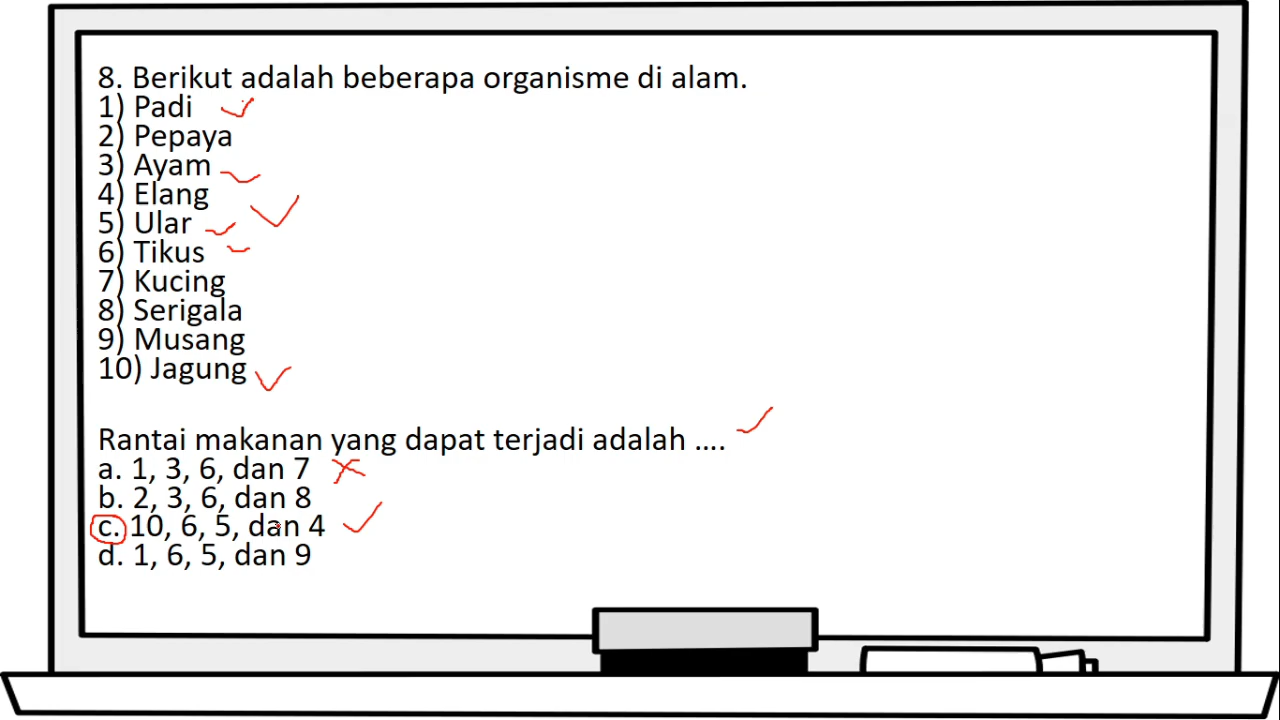 8. Berikut adalah beberapa organisme di alam.
1) Padi
2) Pepaya
3) Ayam
4) Elang
5) Ular
6) Tikus
7) Kucing
8) Serigala
9) Musang
10) Jagung
Rantai makanan yang dapat terjadi adalah ....
a. 1, 3, 6, dan 7
b. 2, 3, 6, dan 8
c. 10, 6, 5, dan 4
d. 1, 6, 5, dan 9